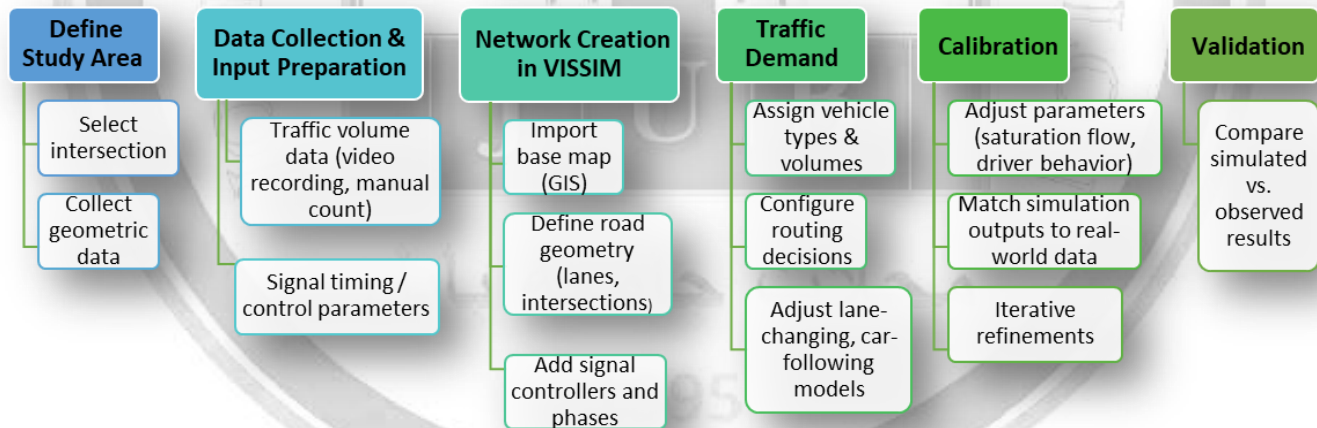 Define
Study Area
Select
intersection
Collect
geometric
data
Data Collection &
Input Preparation
Traffic volume
data (video
recording, manual
count)
Signal timing /
control parameters
Network Creation
in VISSIM
Import
base map
(GIS)
Define road
geometry
(lanes,
intersections)
Add signal
controllers and
phases
Traffic
Demand
Assign vehicle
types &
volumes
Configure
routing
decisions
Adjust lane-
changing, car-
following
models
Calibration
Adjust parameters
(saturation flow,
driver behavior)
Match simulation
outputs to real-
world data
Iterative
refinements
Validation
Compare
simulated
vs.
observed
results